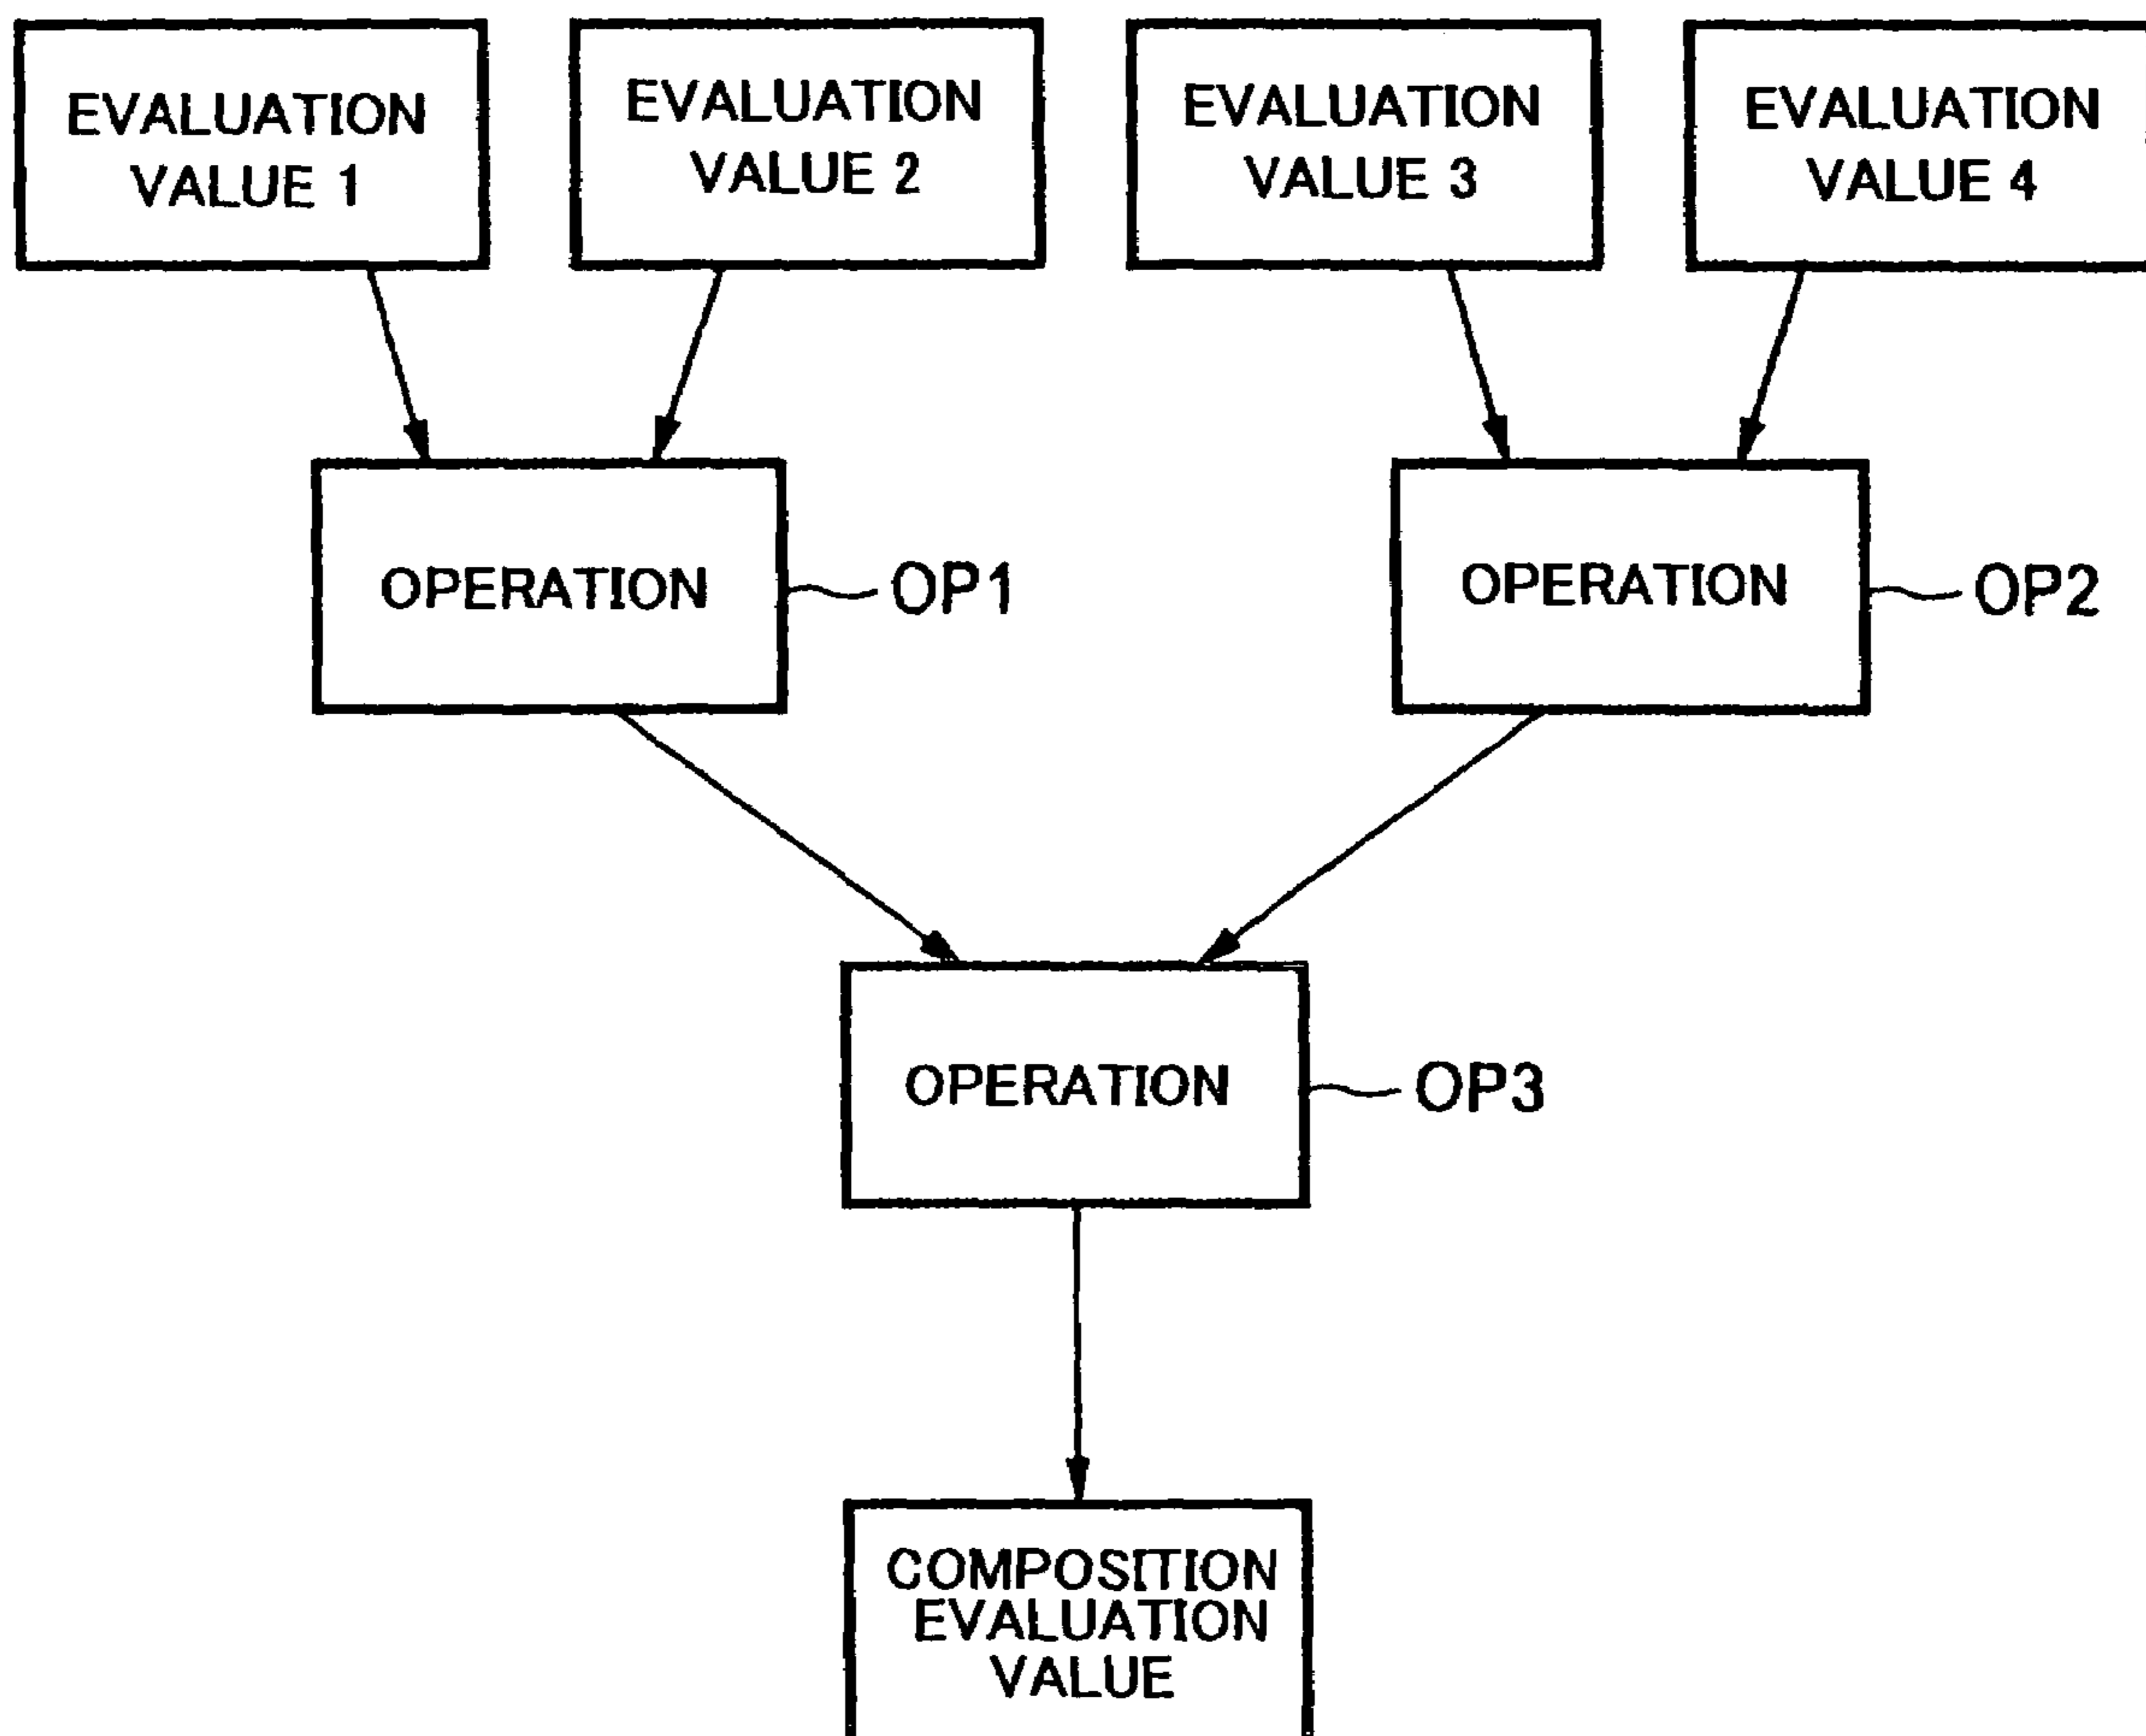 EVALUATION
VALUE 1
EVALUATION
VALUE 2
EVALUATION
VALUE 3
EVALUATION
VALUE 4
OPERATION
OP1
OPERATION
OP2
OPERATION
OP3
COMPOSITION
EVALUATION
VALUE